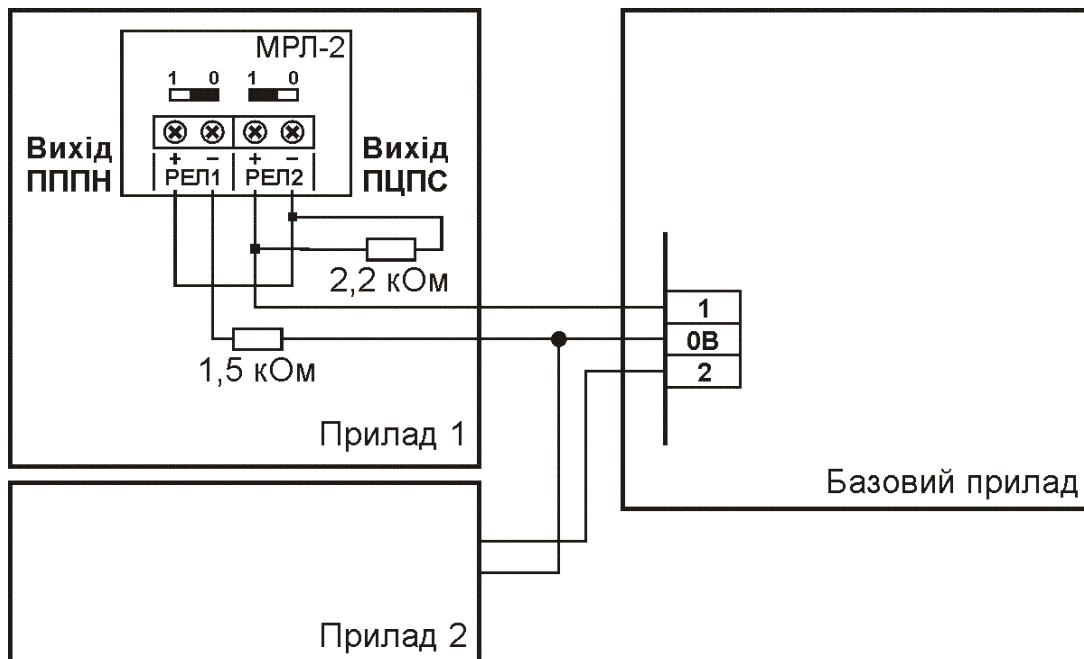 МРЛ-2
1 0 1 0
Вихід
ПППН
Вихід
ПЦПС
+ − + −
РЕЛ1 РЕЛ2
2,2 кОм
1,5 кОм
Прилад 1
1
0В
2
Базовий прилад
Прилад 2